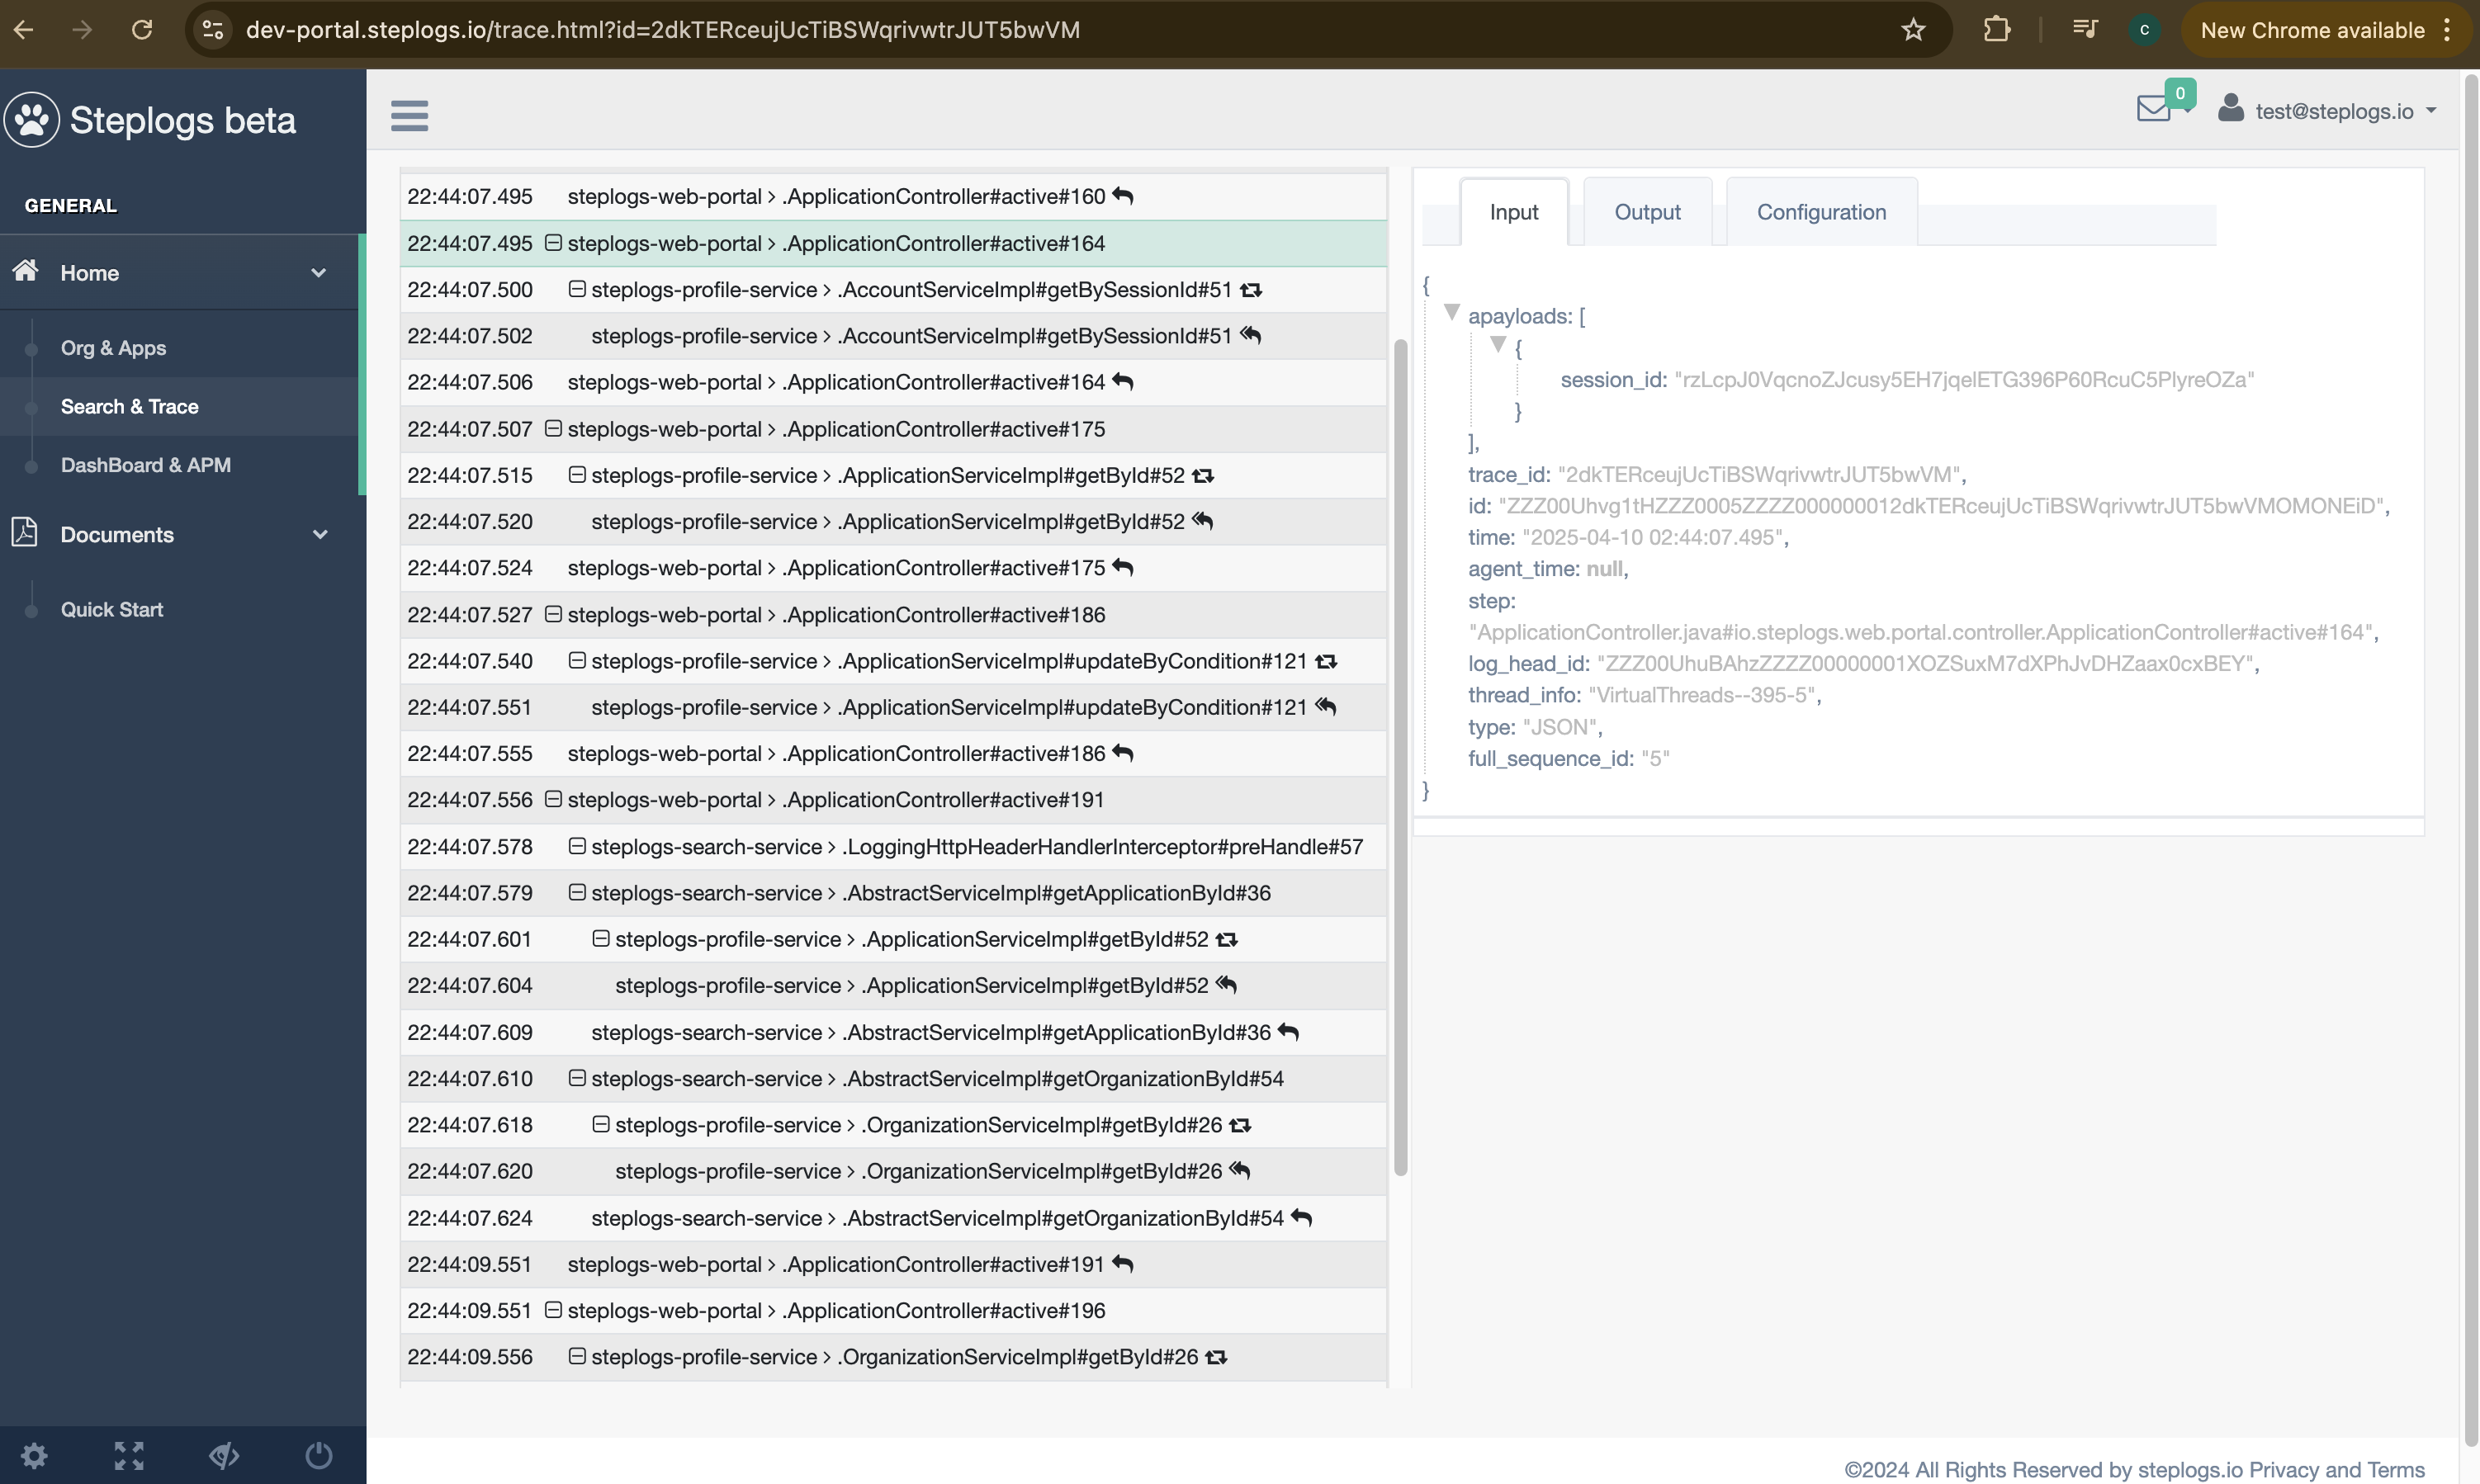 dev-portal.steplogs.io/trace.html?id=2dkTERceujUcTiBSWqrivwtrJUT5bwVM
C
New Chrome available
Steplogs beta
0
test@steplogs.io
GENERAL
Home
Org & Apps
Search & Trace
DashBoard & APM
Documents
Quick Start
22:44:07.495 steplogs-web-portal > .ApplicationController#active#160
22:44:07.495 steplogs-web-portal > .ApplicationController#active#164
22:44:07.500 steplogs-profile-service > .AccountServiceImpl#getBySessionId#51
22:44:07.502 steplogs-profile-service > .AccountServiceImpl#getBySessionId#51
22:44:07.506 steplogs-web-portal > .ApplicationController#active#164
22:44:07.507 steplogs-web-portal > .ApplicationController#active#175
22:44:07.515 steplogs-profile-service > .ApplicationServiceImpl#getById#52
22:44:07.520 steplogs-profile-service > .ApplicationServiceImpl#getById#52
22:44:07.524 steplogs-web-portal > .ApplicationController#active#175
22:44:07.527 steplogs-web-portal > .ApplicationController#active#186
22:44:07.540 steplogs-profile-service > .ApplicationServiceImpl#updateByCondition#121
22:44:07.551 steplogs-profile-service > .ApplicationServiceImpl#updateByCondition#121
22:44:07.555 steplogs-web-portal > .ApplicationController#active#186
22:44:07.556 steplogs-web-portal > .ApplicationController#active#191
22:44:07.578 steplogs-search-service > .LoggingHttpHeaderHandlerInterceptor#preHandle#57
22:44:07.579 steplogs-search-service > .AbstractServiceImpl#getApplicationById#36
22:44:07.601 steplogs-profile-service > .ApplicationServiceImpl#getById#52
22:44:07.604 steplogs-profile-service > .ApplicationServiceImpl#getById#52
22:44:07.609 steplogs-search-service > .AbstractServiceImpl#getApplicationById#36
22:44:07.610 steplogs-search-service > .AbstractServiceImpl#getOrganizationById#54
22:44:07.618 steplogs-profile-service > .OrganizationServiceImpl#getById#26
22:44:07.620 steplogs-profile-service > .OrganizationServiceImpl#getById#26
22:44:07.624 steplogs-search-service > .AbstractServiceImpl#getOrganizationById#54
22:44:09.551 steplogs-web-portal > .ApplicationController#active#191
22:44:09.551 steplogs-web-portal > .ApplicationController#active#196
22:44:09.556 steplogs-profile-service > .OrganizationServiceImpl#getById#26
Input Output Configuration
{
apayloads: [
{
session_id: "rzLcpJ0VqcnoZJcusy5EH7jqelETG396P60RcuC5PlyreOZa"
}
],
trace_id: "2dkTERceujUcTiBSWqrivwtrJUT5bwVM",
id: "ZZZ00Uhvg1tHZZZ0005ZZZZ000000012dkTERceujUcTiBSWqrivwtrJUT5bwVMOMONEiD",
time: "2025-04-10 02:44:07.495",
agent_time: null,
step:
"ApplicationController.java#io.steplogs.web.portal.controller.ApplicationController#active#164",
log_head_id: "ZZZ00UhuBAhzZZZZ00000001XOZSuxM7dXPhJvDHZaax0cxBEY",
thread_info: "VirtualThreads--395-5",
type: "JSON",
full_sequence_id: "5"
}
©2024 All Rights Reserved by steplogs.io Privacy and Terms